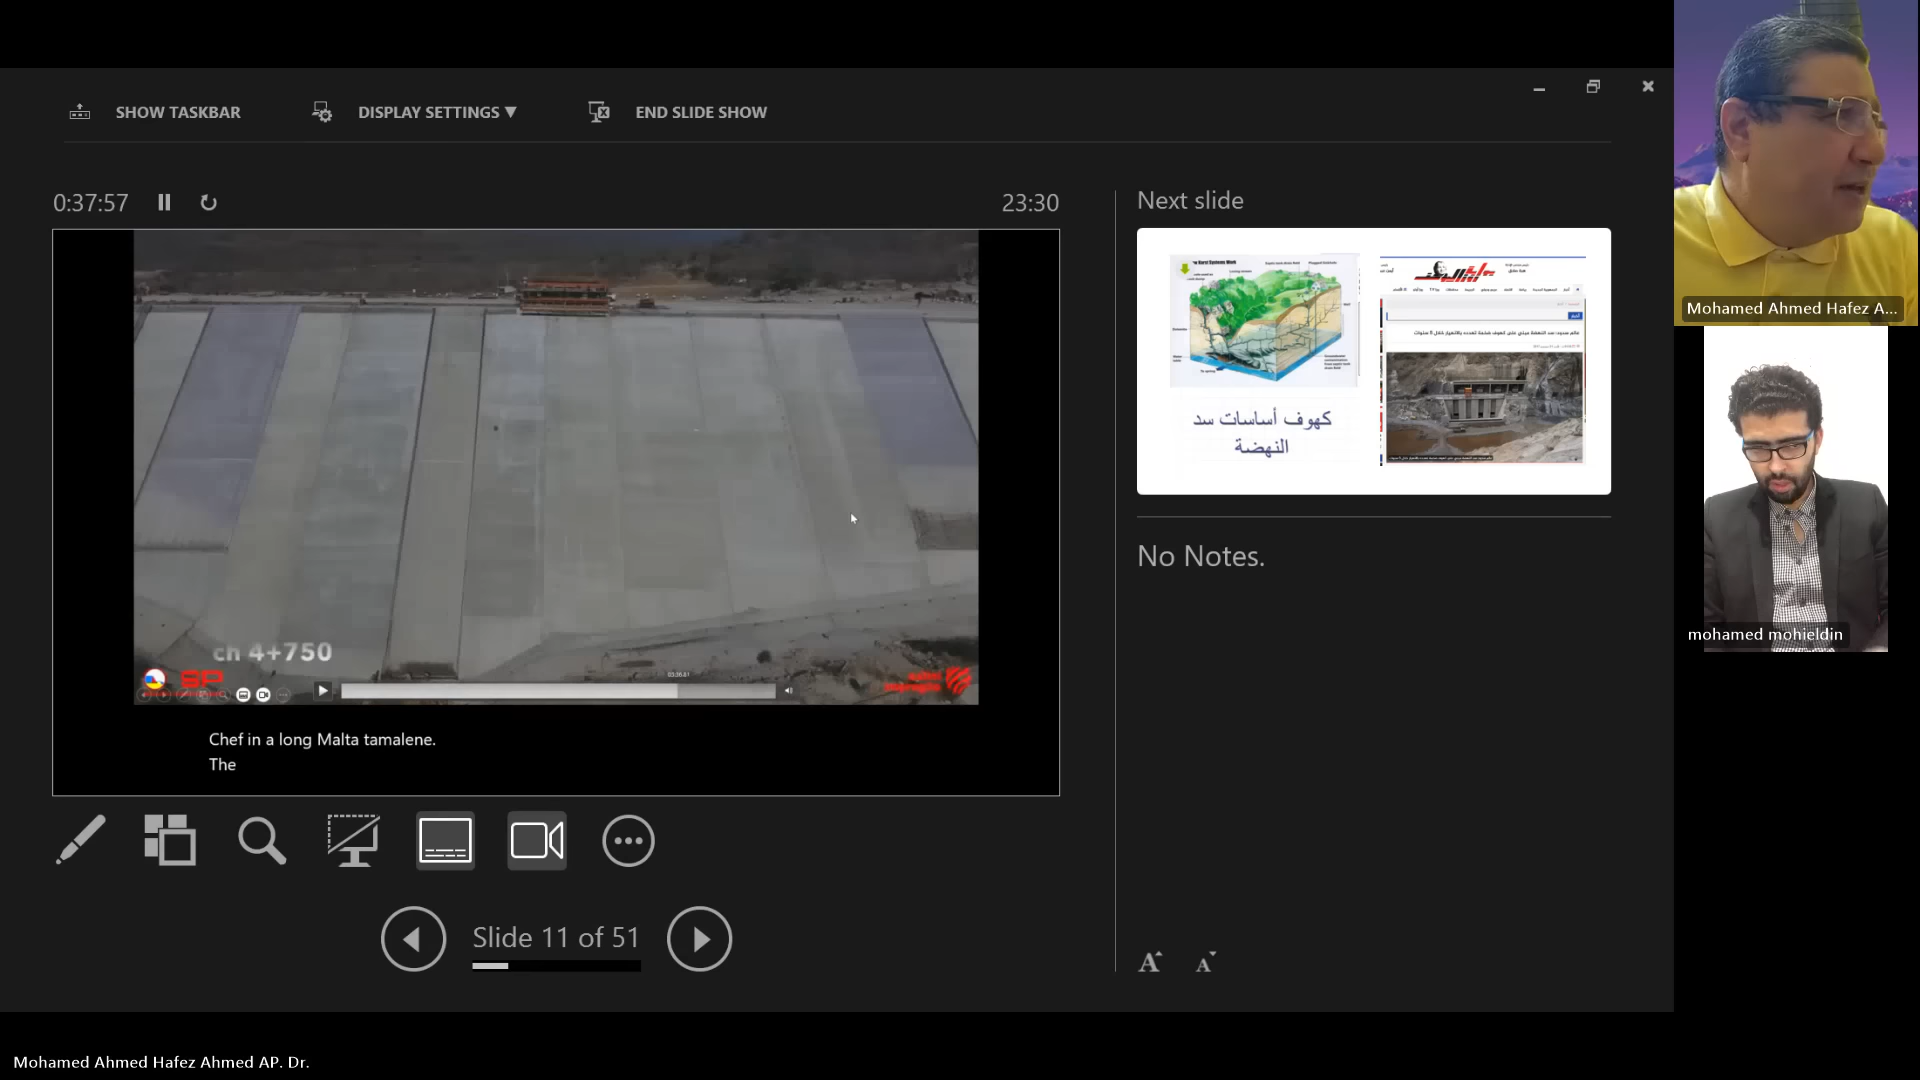 SHOW TASKBAR
DISPLAY SETTINGS ▼
END SLIDE SHOW
0:37:57
23:30
Next slide
ch 4+750
SP
Chef in a long Malta tamalene.
The
كهوف أساسات سد
النهضة
No Notes.
Slide 11 of 51
A
A
Mohamed Ahmed Hafez A...
mohamed mohieldin
Mohamed Ahmed Hafez Ahmed AP. Dr.